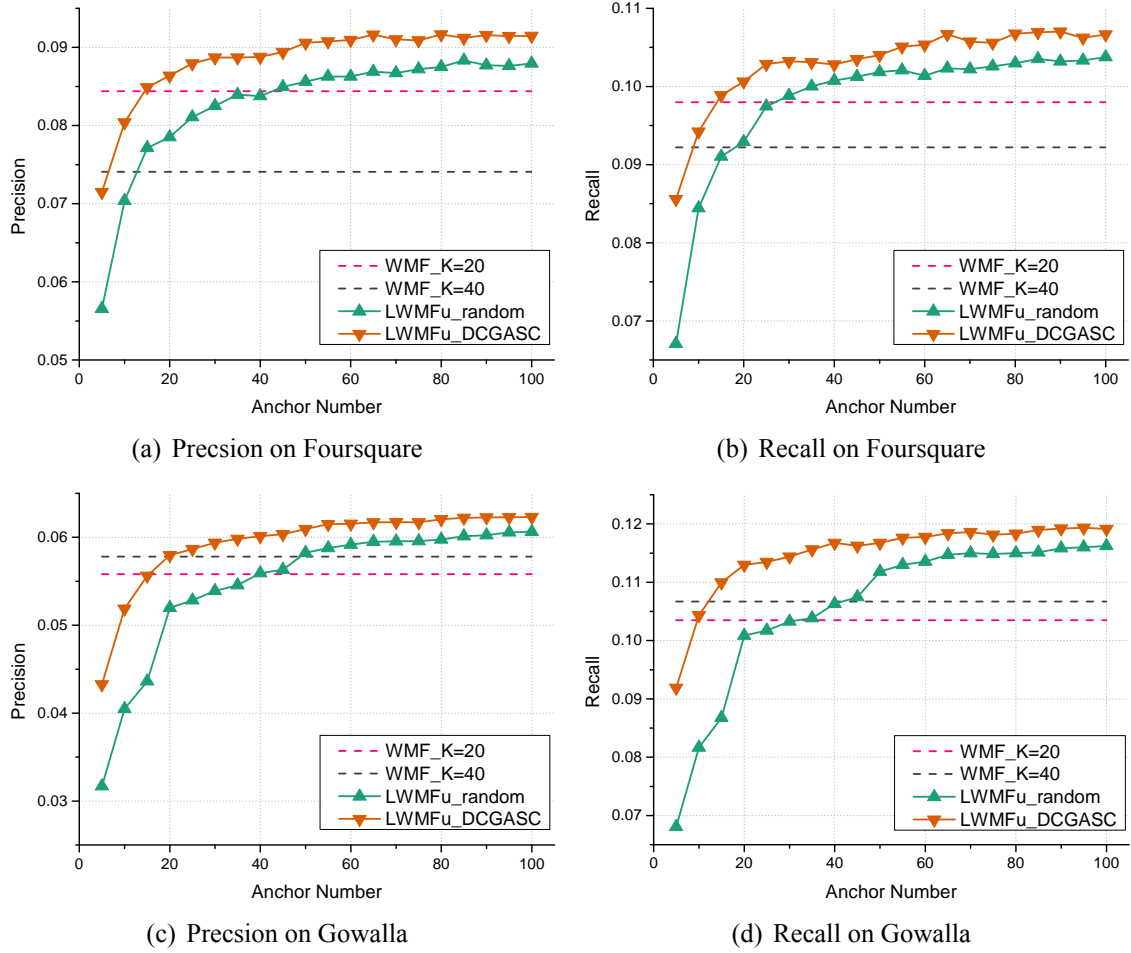 0.09
0.08
0.07
0.06
0.05
Precision
0 20 40 60 80 100
Anchor Number
WMF_K=20
WMF_K=40
LWMFu_random
LWMFu_DCGASC
(a) Precsion on Foursquare
0.11
0.10
0.09
0.08
0.07
Recall
0 20 40 60 80 100
Anchor Number
WMF_K=20
WMF_K=40
LWMFu_random
LWMFu_DCGASC
(b) Recall on Foursquare
0.06
0.05
0.04
0.03
Precision
0 20 40 60 80 100
Anchor Number
WMF_K=20
WMF_K=40
LWMFu_random
LWMFu_DCGASC
(c) Precsion on Gowalla
0.12
0.11
0.10
0.09
0.08
0.07
Recall
0 20 40 60 80 100
Anchor Number
WMF_K=20
WMF_K=40
LWMFu_random
LWMFu_DCGASC
(d) Recall on Gowalla